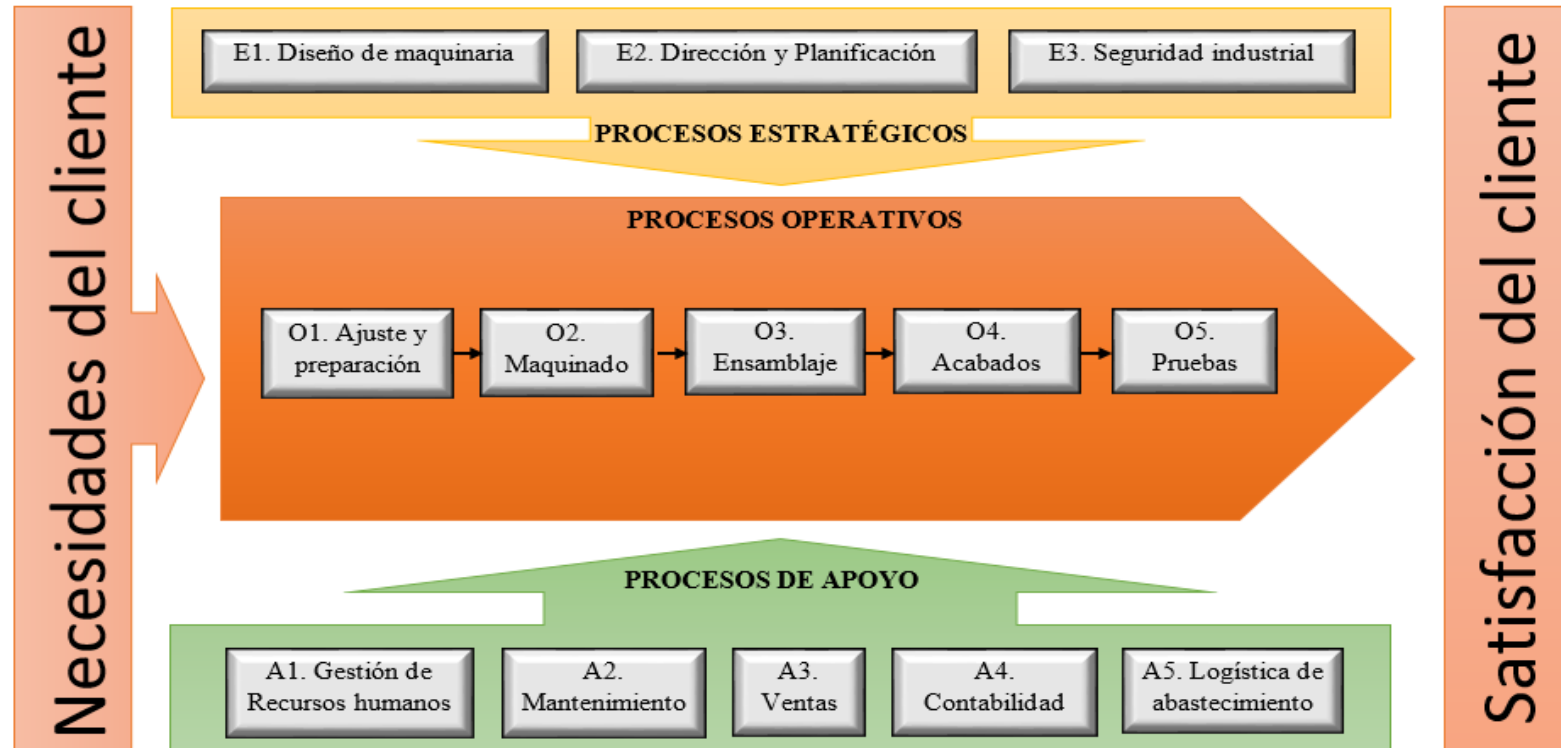 Necesidades del cliente
E1. Diseño de maquinaria
E2. Dirección y Planificación
E3. Seguridad industrial
PROCESOS ESTRATÉGICOS
PROCESOS OPERATIVOS
O1. Ajuste y
preparación
O2.
Maquinado
O3.
Ensamblaje
O4.
Acabados
O5.
Pruebas
PROCESOS DE APOYO
A1. Gestión de
Recursos humanos
A2.
Mantenimiento
A3.
Ventas
A4.
Contabilidad
A5. Logística de
abastecimiento
Satisfacción del cliente